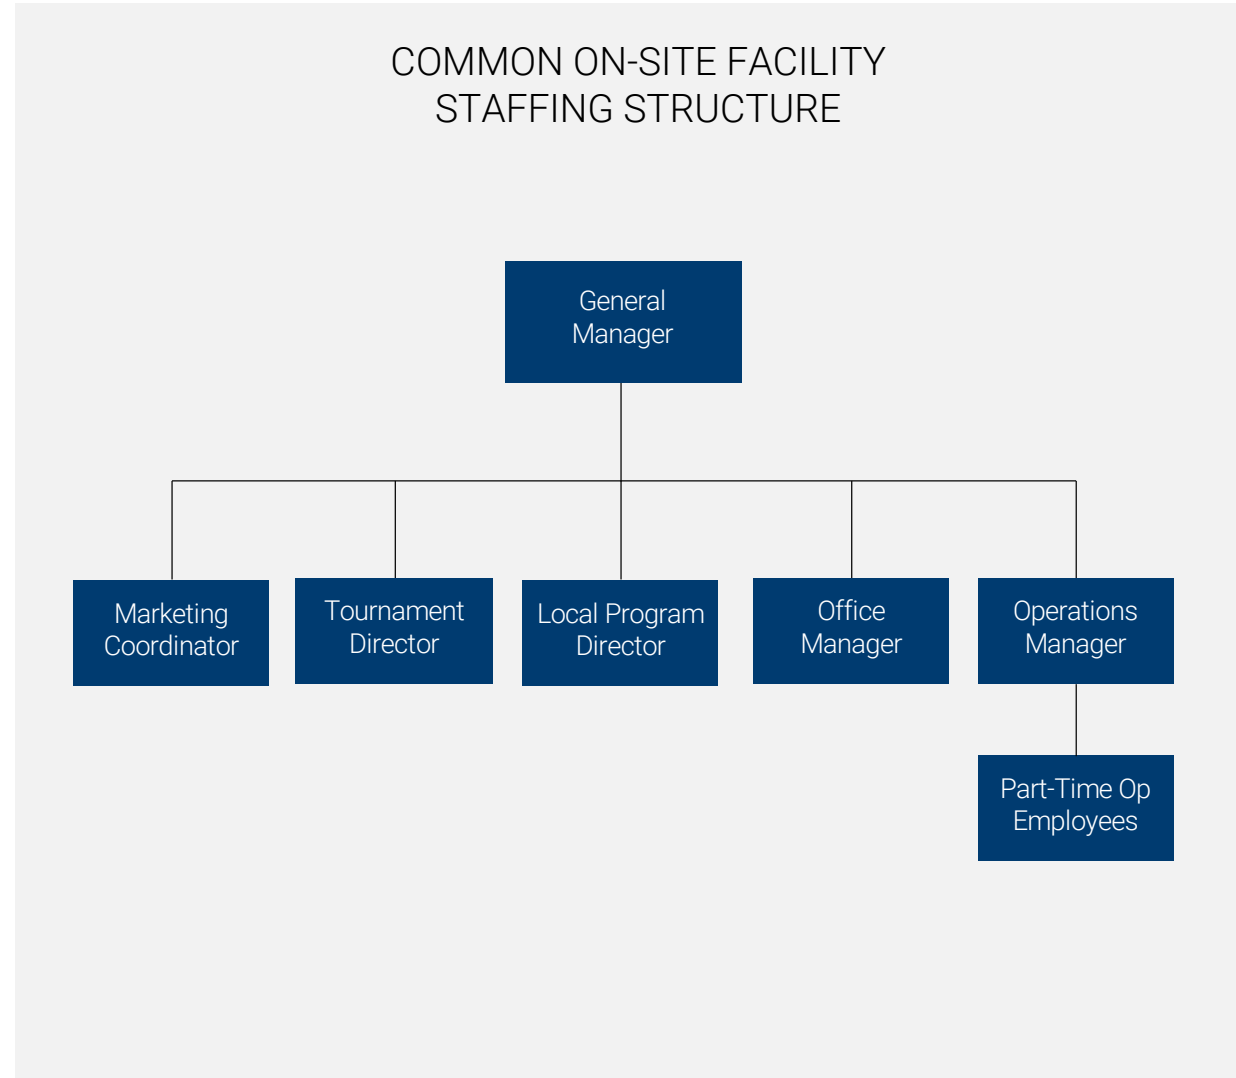 COMMON ON-SITE FACILITY
STAFFING STRUCTURE
General
Manager
Marketing
Coordinator
Tournament
Director
Local Program
Director
Office
Manager
Operations
Manager
Part-Time Op
Employees